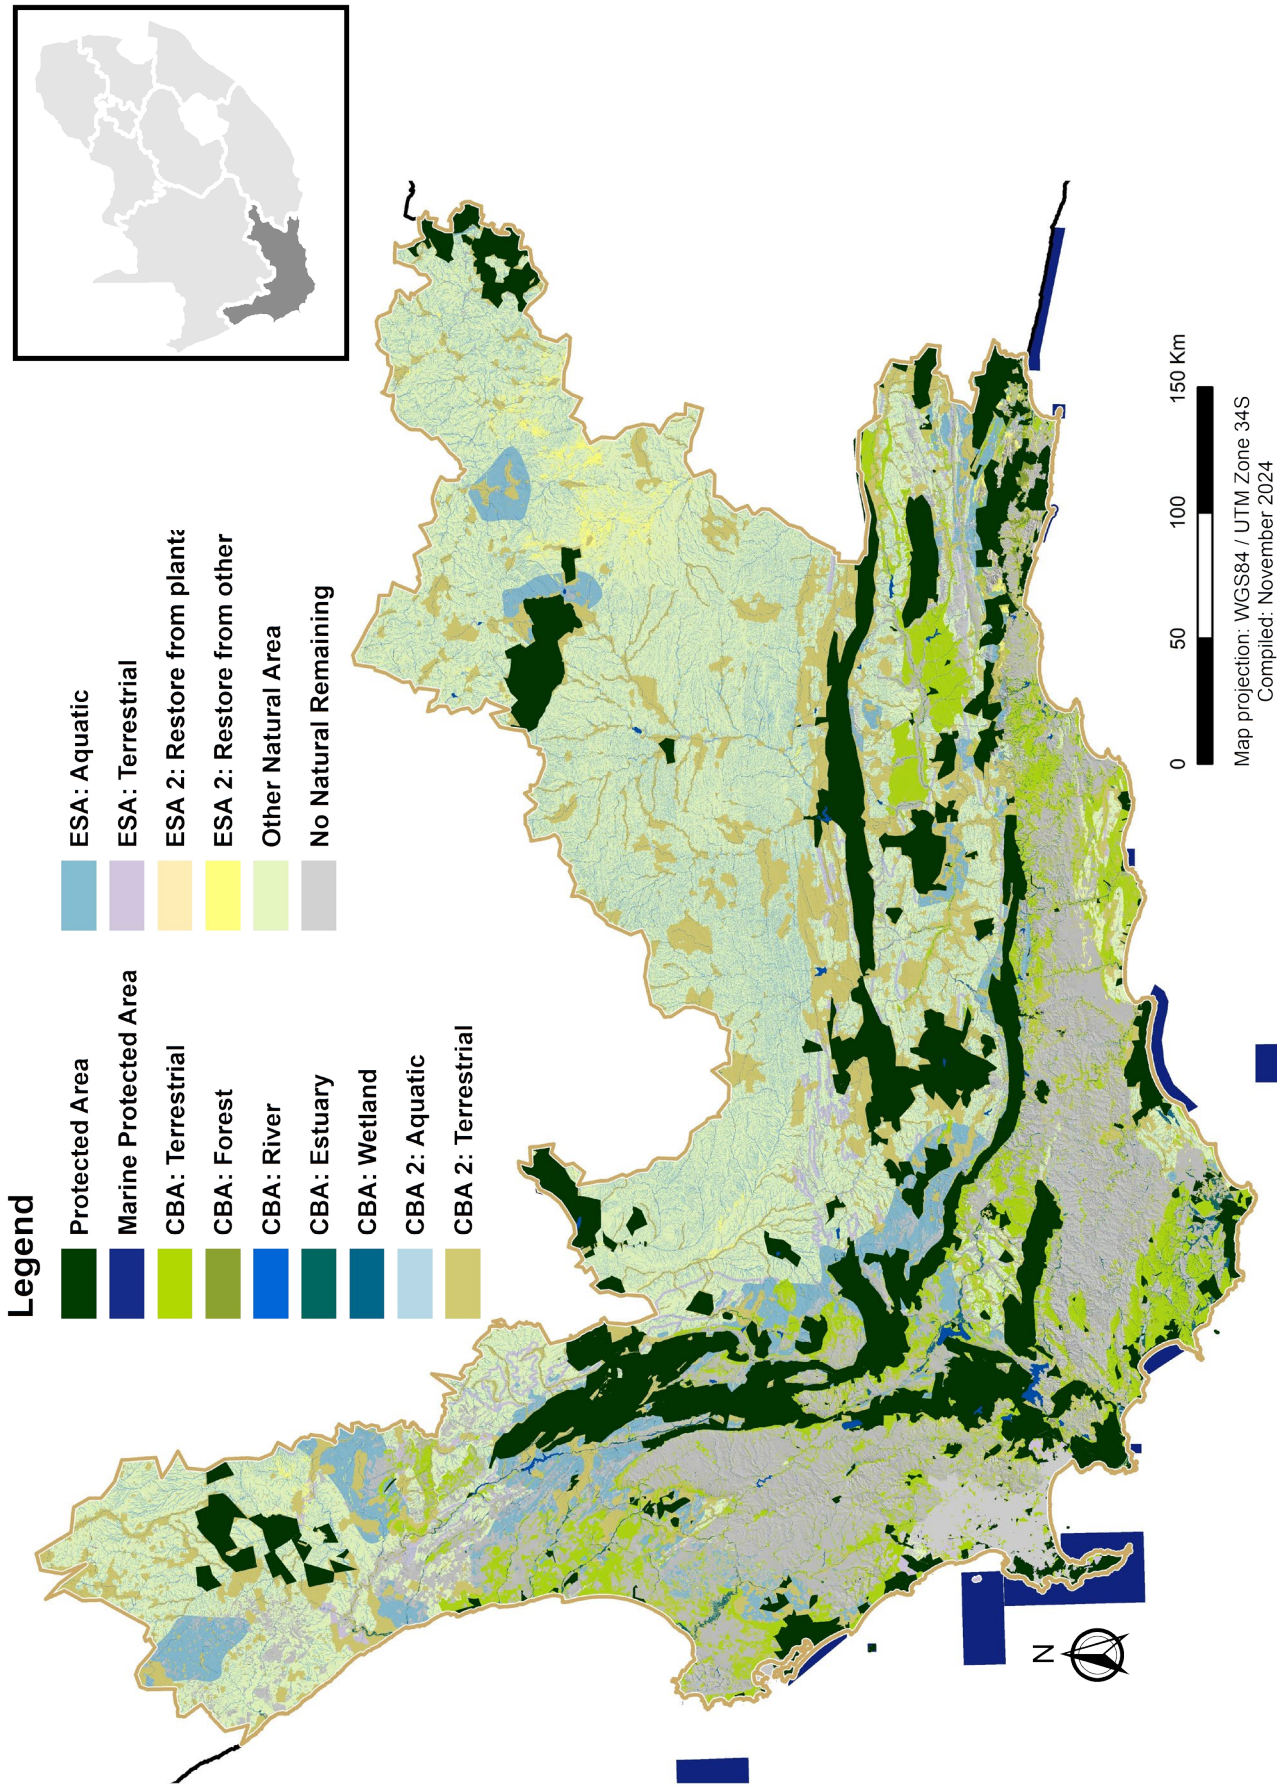 Legend
Protected Area
Marine Protected Area
CBA: Terrestrial
CBA: Forest
CBA: River
CBA: Estuary
CBA: Wetland
CBA 2: Aquatic
CBA 2: Terrestrial
ESA: Aquatic
ESA: Terrestrial
ESA 2: Restore from planta
ESA 2: Restore from other
Other Natural Area
No Natural Remaining
N
0 50 100 150 Km
Map projection: WGS84 / UTM Zone 34S
Compiled: November 2024